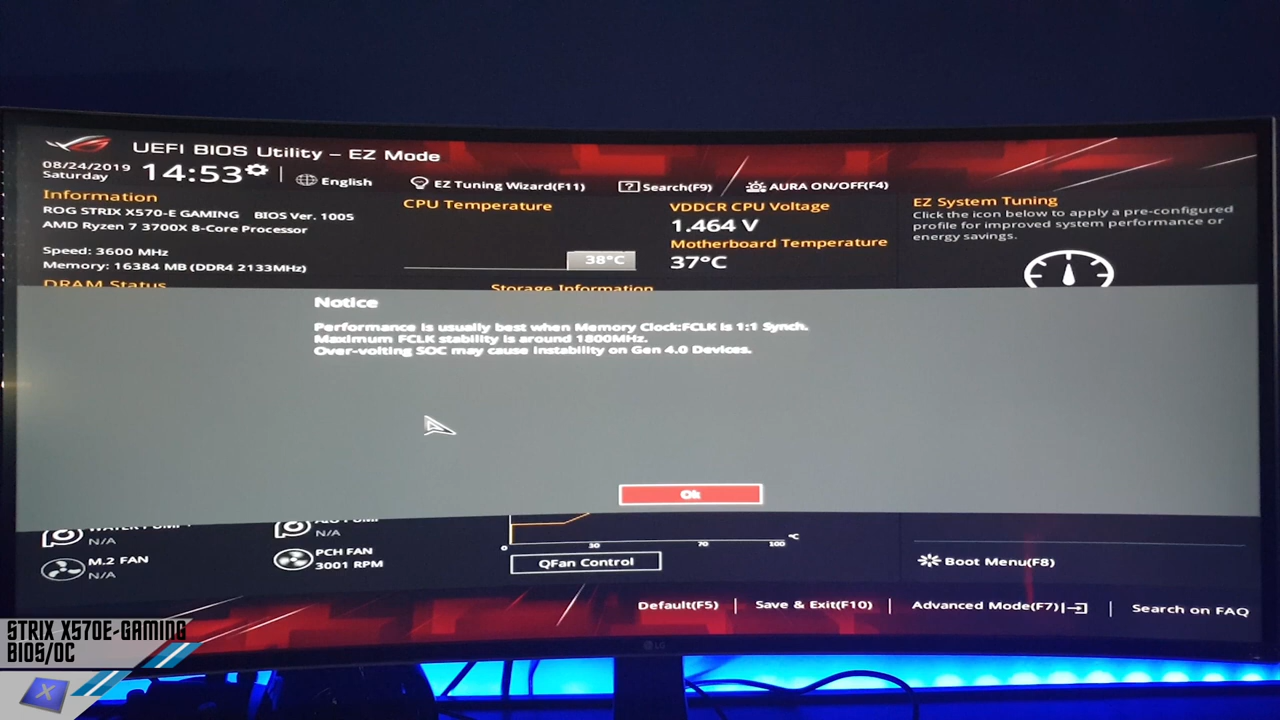 UEFI BIOS Utility – EZ Mode
08/24/2019
Saturday
14:53
English
EZ Tuning Wizard(F11)
Search(F9)
AURA ON/OFF(F4)
Information
ROG STRIX X570-E GAMING BIOS Ver. 1005
AMD Ryzen 7 3700X 8-Core Processor
Speed: 3600 MHz
Memory: 16384 MB (DDR4 2133MHz)
CPU Temperature
38°C
VDDCR CPU Voltage
1.464 V
Motherboard Temperature
37°C
EZ System Tuning
Click the icon below to apply a pre-configured
profile for improved system performance or
energy savings.
DRAM Status
Storage Information
Notice
Performance is usually best when Memory Clock:FCLK is 1:1 Synch.
Maximum FCLK stability is around 1800MHz.
Over-volting SOC may cause instability on Gen 4.0 Devices.
Ok
N/A
N/A
M.2 FAN
N/A
PCH FAN
3001 RPM
0 30 70 100 °C
QFan Control
Boot Menu(F8)
Default(F5)
Save & Exit(F10)
Advanced Mode(F7)
Search on FAQ
LG
STRIX X570E-GAMING
BIOS/OC
X